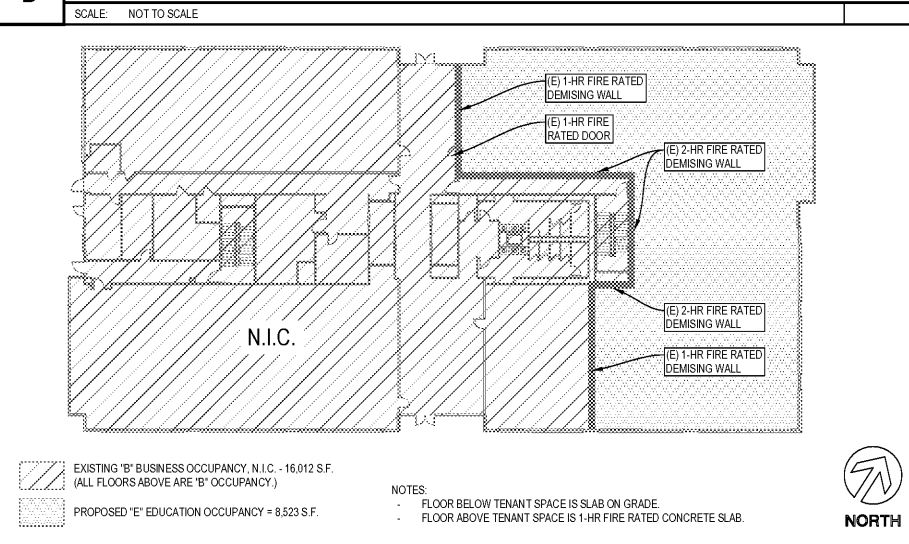 SCALE: NOT TO SCALE
(E) 1-HR FIRE RATED
DEMISING WALL
(E) 1-HR FIRE
RATED DOOR
(E) 2-HR FIRE RATED
DEMISING WALL
N.I.C.
(E) 2-HR FIRE RATED
DEMISING WALL
(E) 1-HR FIRE RATED
DEMISING WALL
EXISTING "B" BUSINESS OCCUPANCY, N.I.C. - 16,012 S.F.
(ALL FLOORS ABOVE ARE "B" OCCUPANCY.)
PROPOSED "E" EDUCATION OCCUPANCY = 8,523 S.F.
NOTES:
- FLOOR BELOW TENANT SPACE IS SLAB ON GRADE.
- FLOOR ABOVE TENANT SPACE IS 1-HR FIRE RATED CONCRETE SLAB.
NORTH